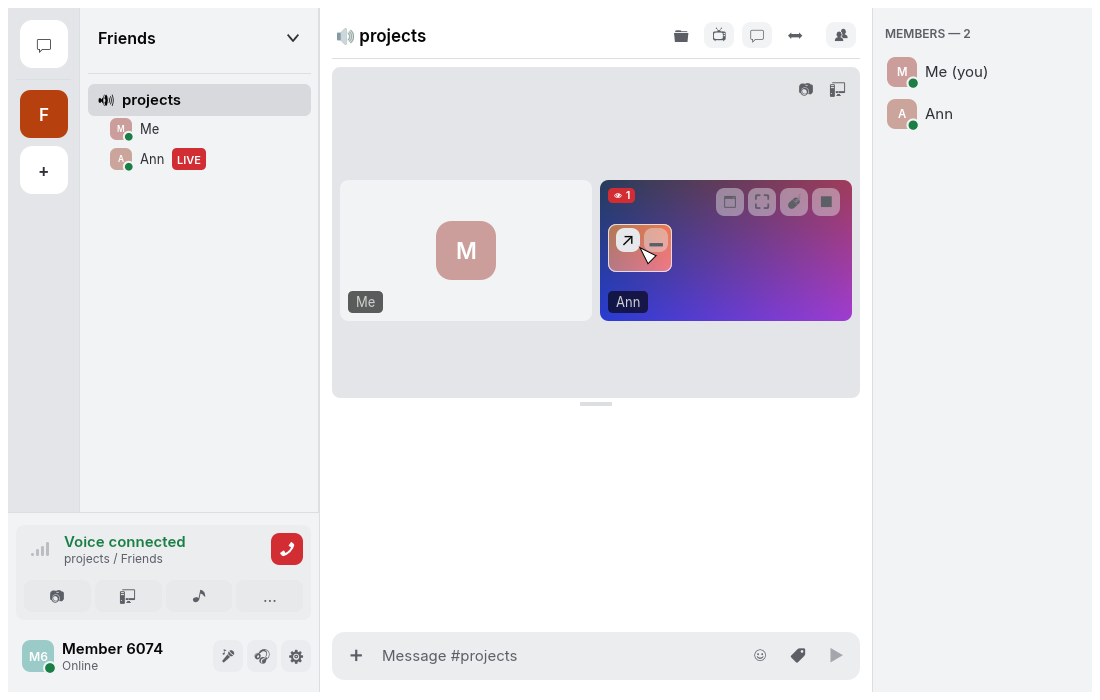 Friends
F
+
projects
M
Me
A
Ann
LIVE
projects
1
M
Me
Ann
MEMBERS — 2
M
Me (you)
A
Ann
Voice connected
projects / Friends
...
M6
Member 6074
Online
+
Message #projects